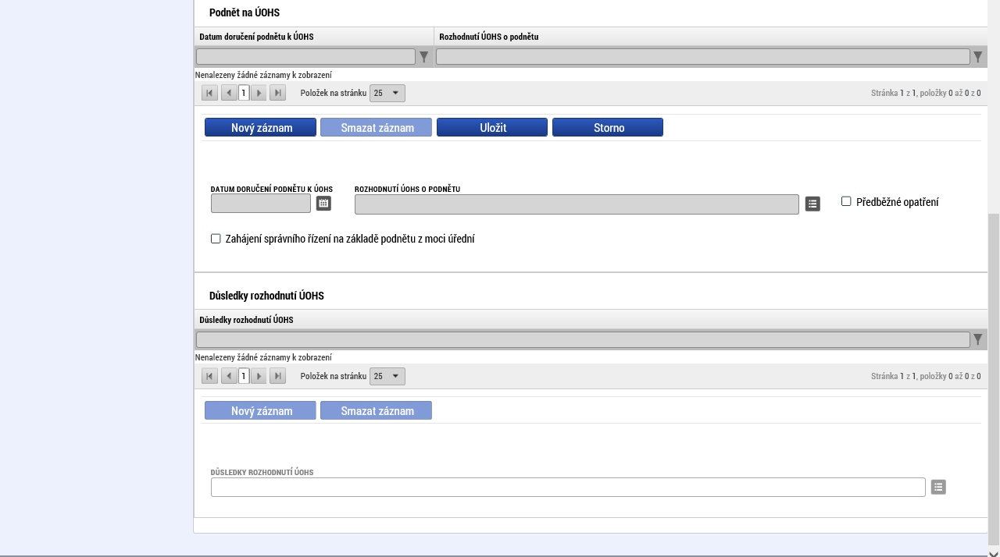 Podnět na ÚOHS
Datum doručení podnětu k ÚOHS Rozhodnutí ÚOHS o podnětu
Nenalezeny žádné záznamy k zobrazení
1 Položek na stránku 25 Stránka 1 z 1, položky 0 až 0 z 0
Nový záznam Smazat záznam Uložit Storno
DATUM DORUČENÍ PODNĚTU K ÚOHS ROZHODNUTÍ ÚOHS O PODNĚTU
Předběžné opatření
Zahájení správního řízení na základě podnětu z moci úřední
Důsledky rozhodnutí ÚOHS
Důsledky rozhodnutí ÚOHS
Nenalezeny žádné záznamy k zobrazení
1 Položek na stránku 25 Stránka 1 z 1, položky 0 až 0 z 0
Nový záznam Smazat záznam
DŮSLEDKY ROZHODNUTÍ ÚOHS